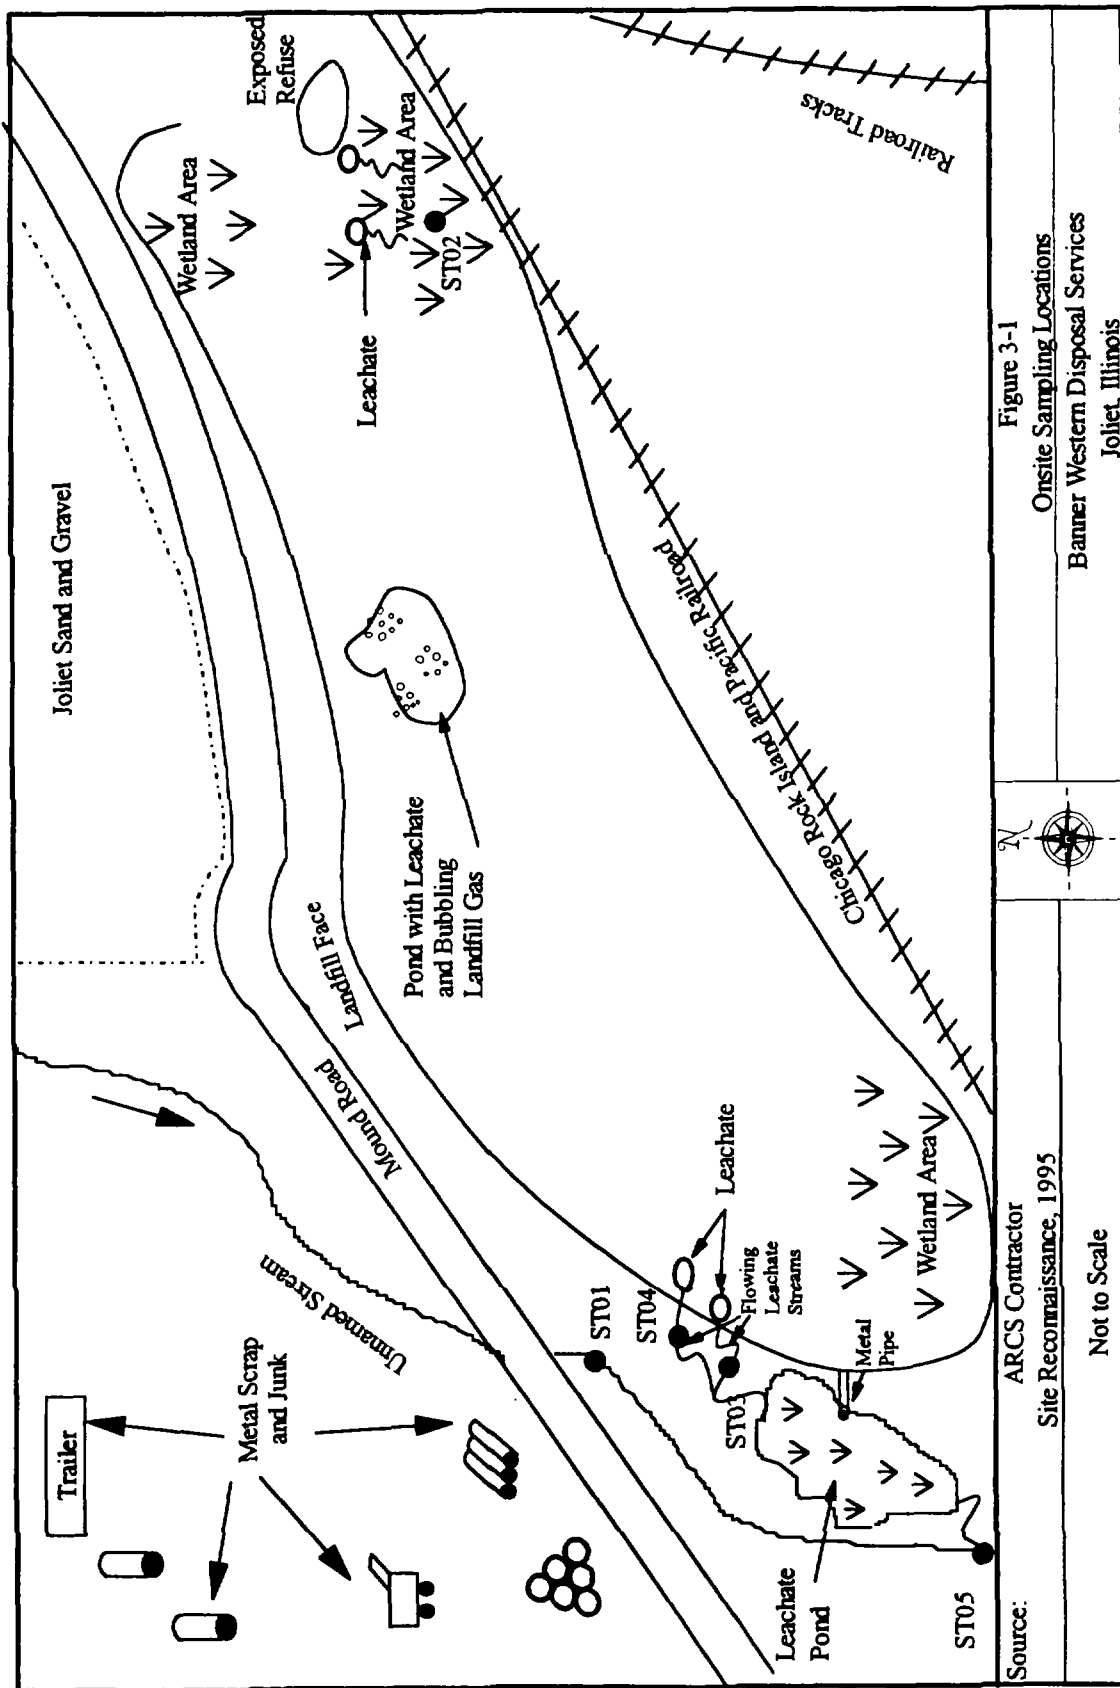 Joliet Sand and Gravel
Exposed
Refuse
Wetland Area
Wetland Area
Leachate
ST02
Railroad Tracks
Trailer
Metal Scrap
and Junk
Unnamed Stream
Mound Road
Landfill Face
Pond with Leachate
and Bubbling
Landfill Gas
Chicago Rock Island and Pacific Railroad
ST01
ST04
ST03
Leachate
Flowing
Leachate
Streams
Metal
Pipe
Wetland Area
Leachate
Pond
ST05
Source:
ARCS Contractor
Site Reconnaissance, 1995
Not to Scale
N
Figure 3-1
Onsite Sampling Locations
Banner Western Disposal Services
Joliet, Illinois